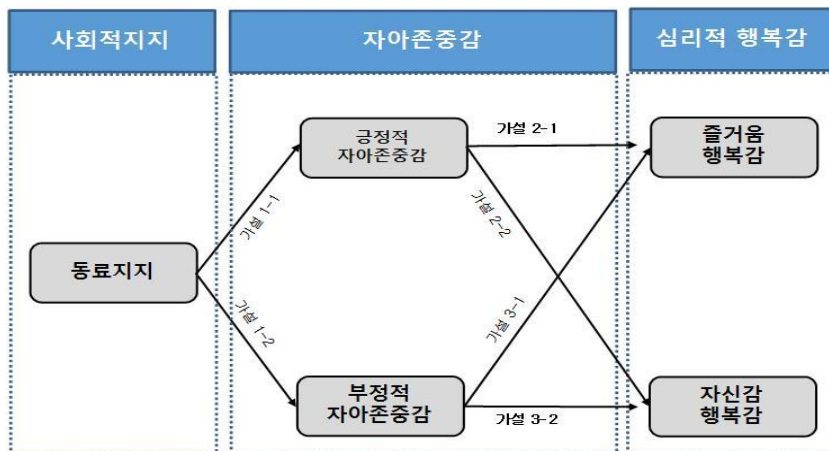 사회적지지
자아존중감
심리적 행복감
긍정적
자아존중감
가설 2-1
즐거움
행복감
가설 1-1
가설 2-2
동료지지
가설 1-2
가설 3-1
부정적
자아존중감
가설 3-2
자신감
행복감